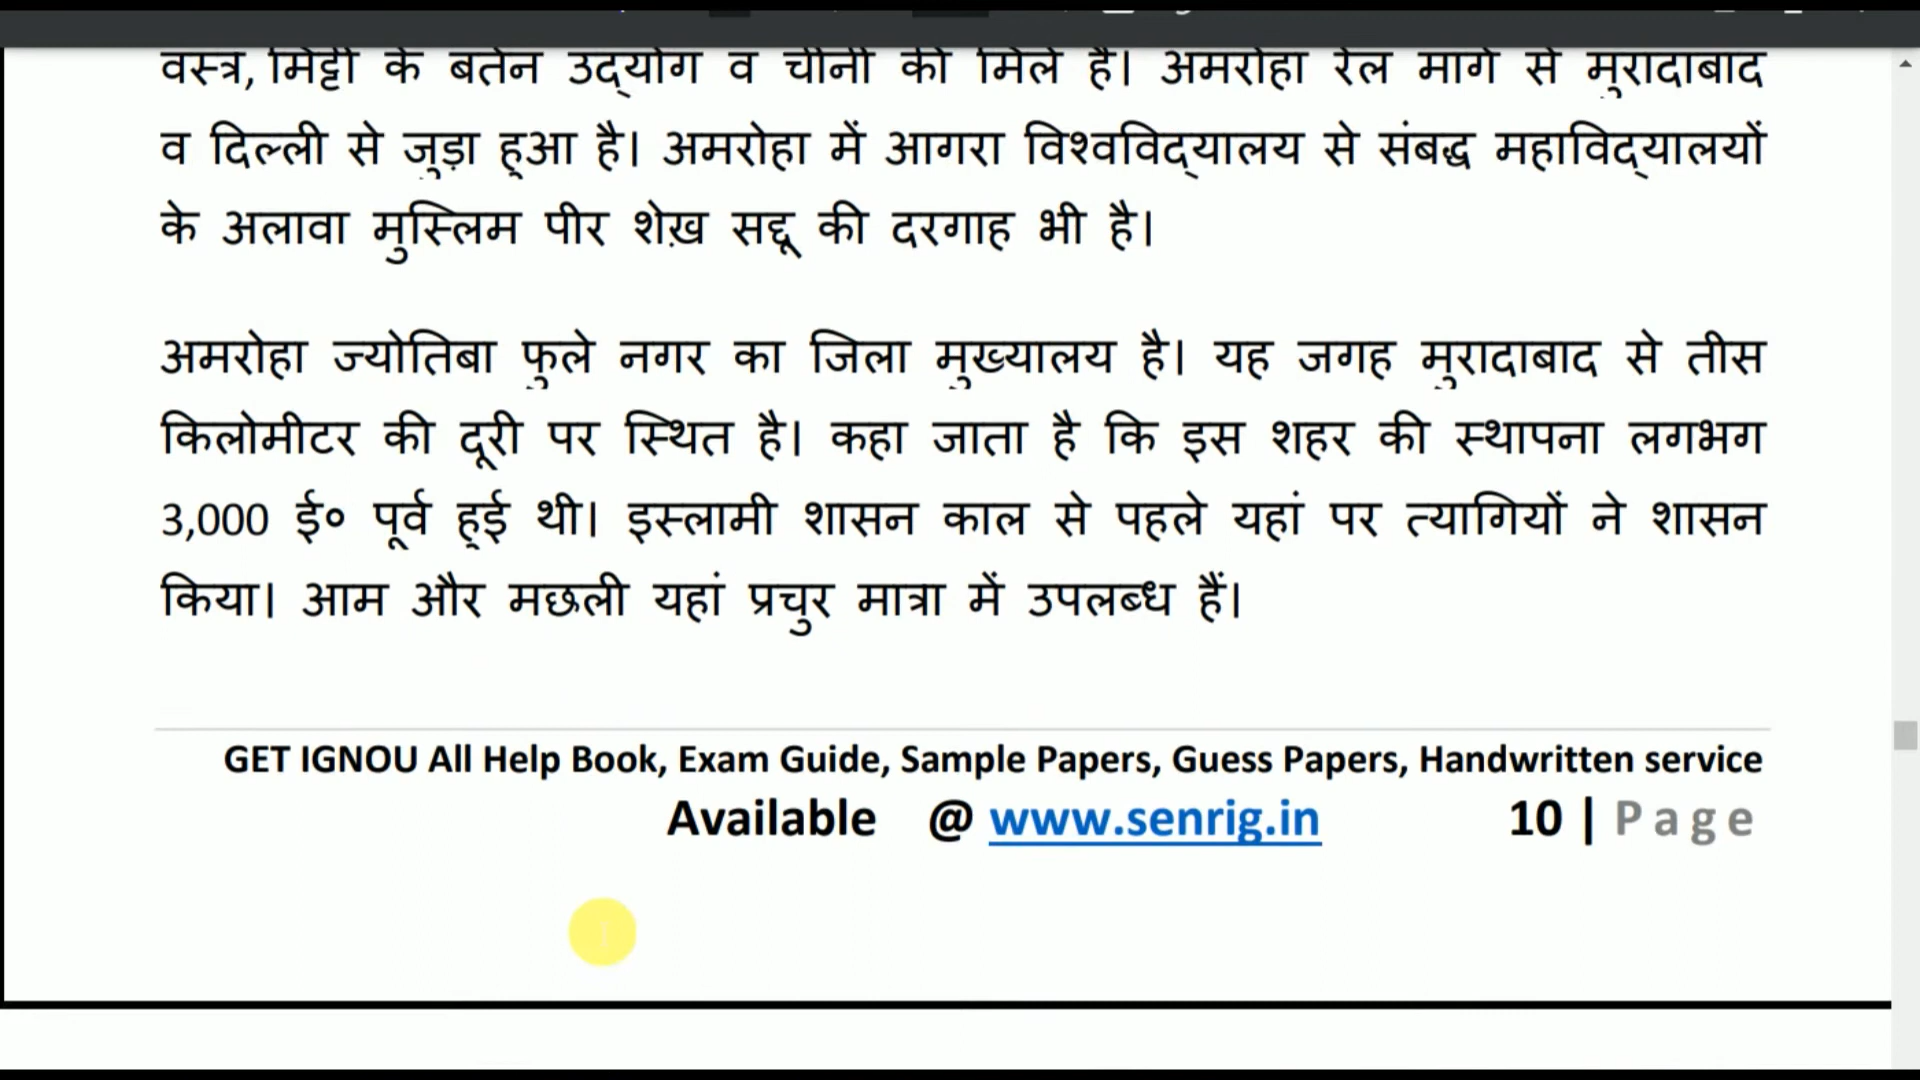 वस्त्र, मिट्टी के बर्तन उद्योग व चीनी की मिलें हैं। अमरोहा रेल मार्ग से मुरादाबाद
व दिल्ली से जुड़ा हुआ है। अमरोहा में आगरा विश्वविद्यालय से संबद्ध महाविद्यालयों
के अलावा मुस्लिम पीर शेख़ सद्दू की दरगाह भी है।
अमरोहा ज्योतिबा फुले नगर का जिला मुख्यालय है। यह जगह मुरादाबाद से तीस
किलोमीटर की दूरी पर स्थित है। कहा जाता है कि इस शहर की स्थापना लगभग
3,000 ई० पूर्व हुई थी। इस्लामी शासन काल से पहले यहां पर त्यागियों ने शासन
किया। आम और मछली यहां प्रचुर मात्रा में उपलब्ध हैं।
GET IGNOU All Help Book, Exam Guide, Sample Papers, Guess Papers, Handwritten service
Available @ www.senrig.in 10 | Page